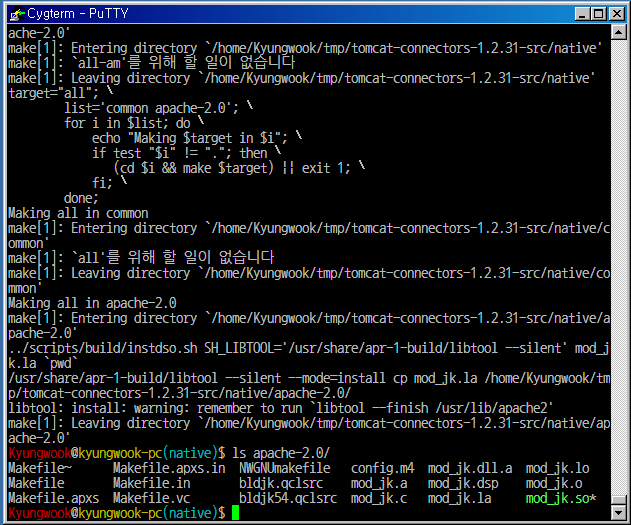 Cygterm - PuTTY
ache-2.0'
make[1]: Entering directory `/home/Kyungwook/tmp/tomcat-connectors-1.2.31-src/native'
make[1]: `all-am'를 위해 할 일이 없습니다
make[1]: Leaving directory `/home/Kyungwook/tmp/tomcat-connectors-1.2.31-src/native'
target="all"; \
list='common apache-2.0'; \
for i in $list; do \
echo "Making $target in $i"; \
if test "$i" != "."; then \
(cd $i && make $target) || exit 1; \
fi; \
done;
Making all in common
make[1]: Entering directory `/home/Kyungwook/tmp/tomcat-connectors-1.2.31-src/native/c
ommon'
make[1]: `all'를 위해 할 일이 없습니다
make[1]: Leaving directory `/home/Kyungwook/tmp/tomcat-connectors-1.2.31-src/native/co
mmon'
Making all in apache-2.0
make[1]: Entering directory `/home/Kyungwook/tmp/tomcat-connectors-1.2.31-src/native/a
pache-2.0'
../scripts/build/instdso.sh SH_LIBTOOL='/usr/share/apr-1-build/libtool --silent' mod_j
k.la `pwd`
/usr/share/apr-1-build/libtool --silent --mode=install cp mod_jk.la /home/Kyungwook/tm
p/tomcat-connectors-1.2.31-src/native/apache-2.0/
libtool: install: warning: remember to run `libtool --finish /usr/lib/apache2'
make[1]: Leaving directory `/home/Kyungwook/tmp/tomcat-connectors-1.2.31-src/native/ap
ache-2.0'
Kyungwook@kyungwook-pc(native)$ ls apache-2.0/
Makefile~ Makefile.apxs.in NWGNUmakefile config.m4 mod_jk.dll.a mod_jk.lo
Makefile Makefile.in bldjk.qclsrc mod_jk.a mod_jk.dsp mod_jk.o
Makefile.apxs Makefile.vc bldjk54.qclsrc mod_jk.c mod_jk.la mod_jk.so*
Kyungwook@kyungwook-pc(native)$